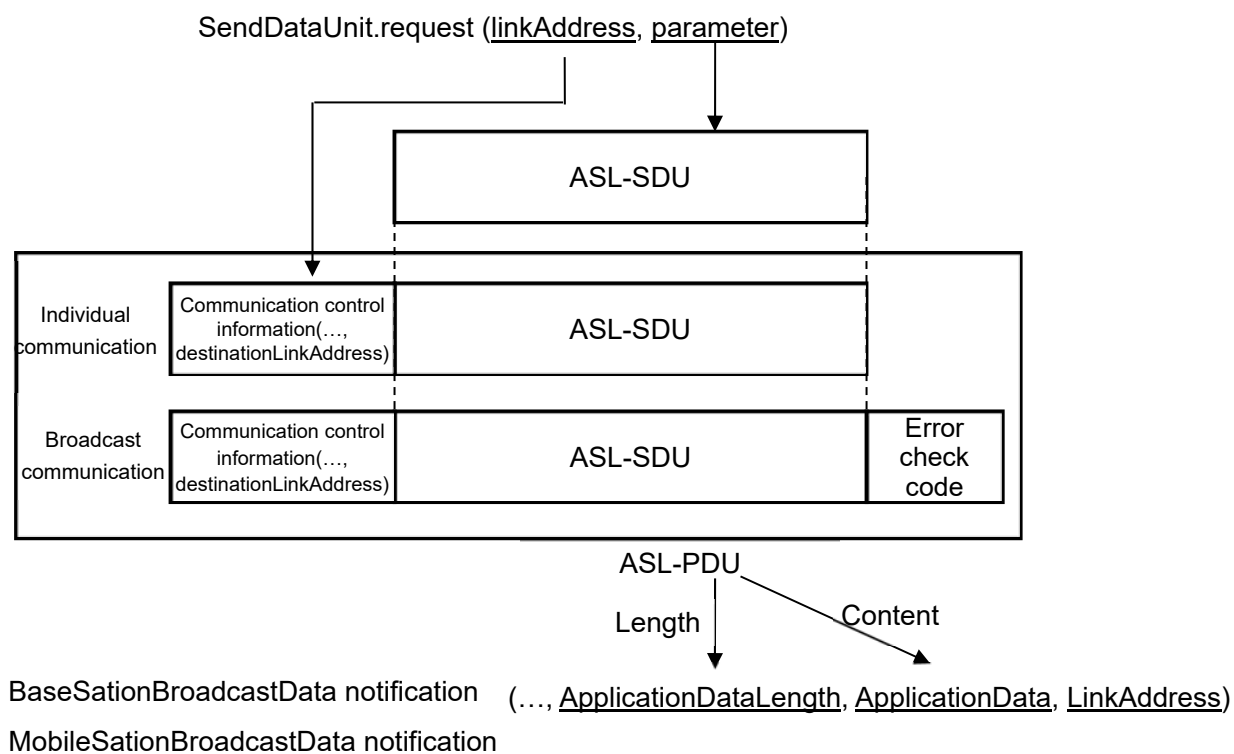 SendDataUnit.request (linkAddress, parameter)
ASL-SDU
Individual
communication
Communication control
information(…,
destinationLinkAddress)
ASL-SDU
Broadcast
communication
Communication control
information(…,
destinationLinkAddress)
ASL-SDU
Error
check
code
ASL-PDU
Length
Content
BaseSationBroadcastData notification (…, ApplicationDataLength, ApplicationData, LinkAddress)
MobileSationBroadcastData notification